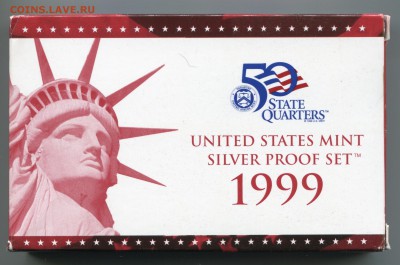 COINS.LAVE.RU
50
STATE
QUARTERS™
UNITED STATES MINT
SILVER PROOF SET™
1999